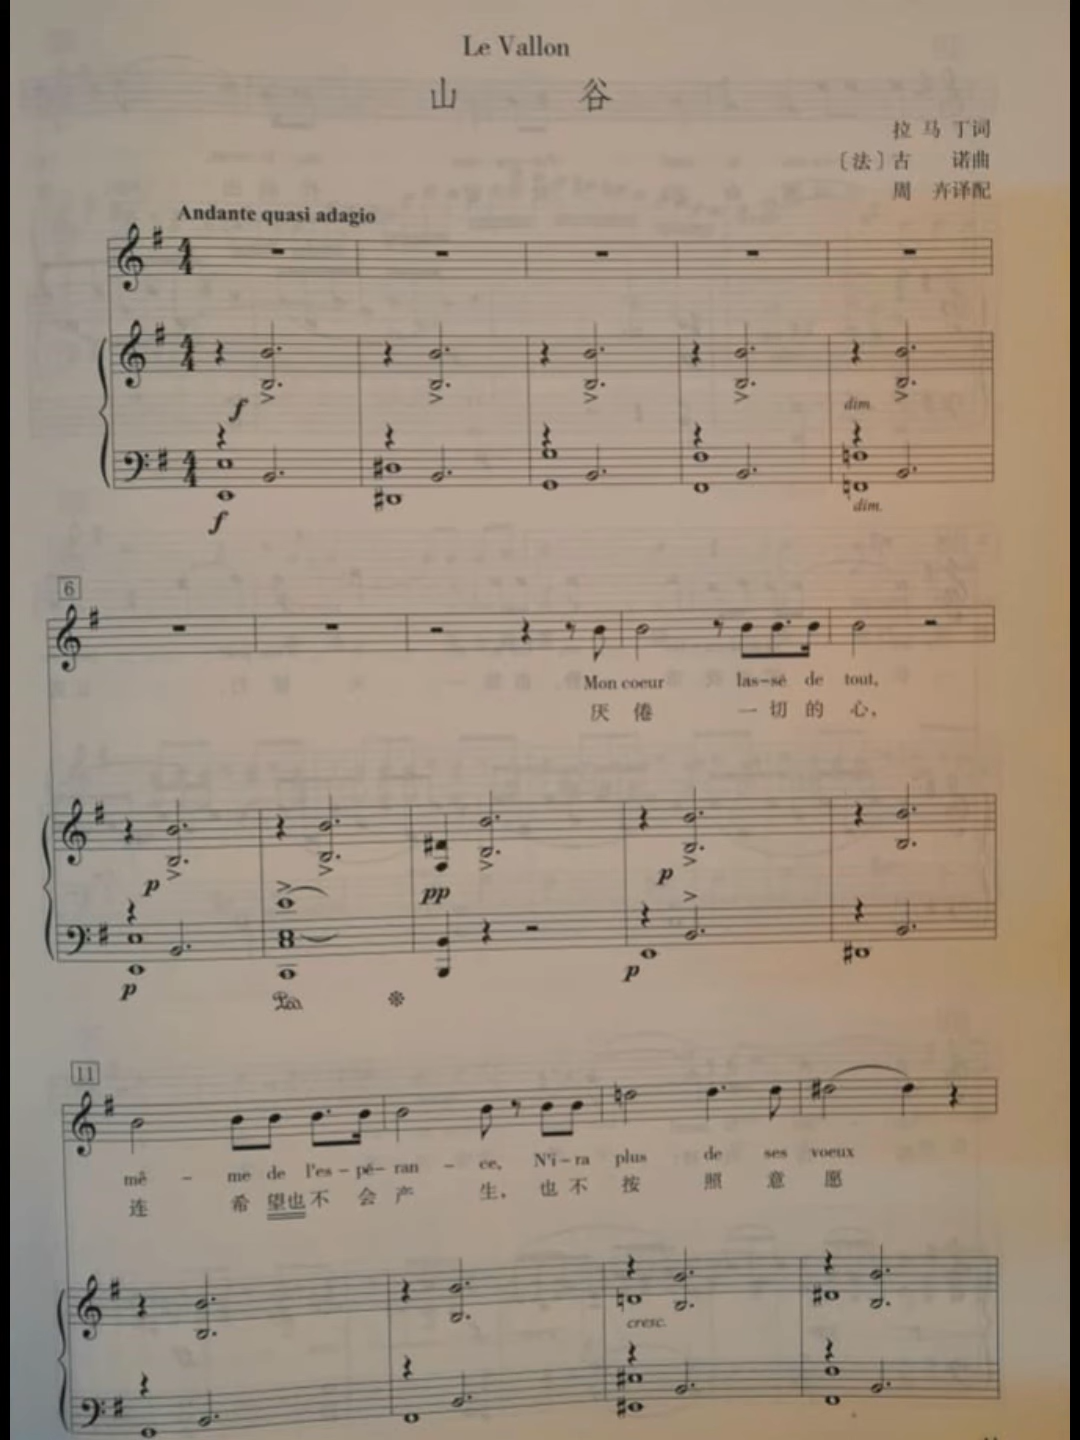 Le Vallon
山 谷
拉 马 丁词
〔法〕古 诺曲
周 卉译配
Andante quasi adagio
f
dim.
f
dim.
6
Mon coeur las-sé de tout,
厌 倦 一 切 的 心，
p
pp
p
p
p
11
mê - me de l'es-pé-ran - ce, N'i-ra plus de ses voeux
连 希 望 也 不 会 产 生， 也 不 按 照 意 愿
cresc.